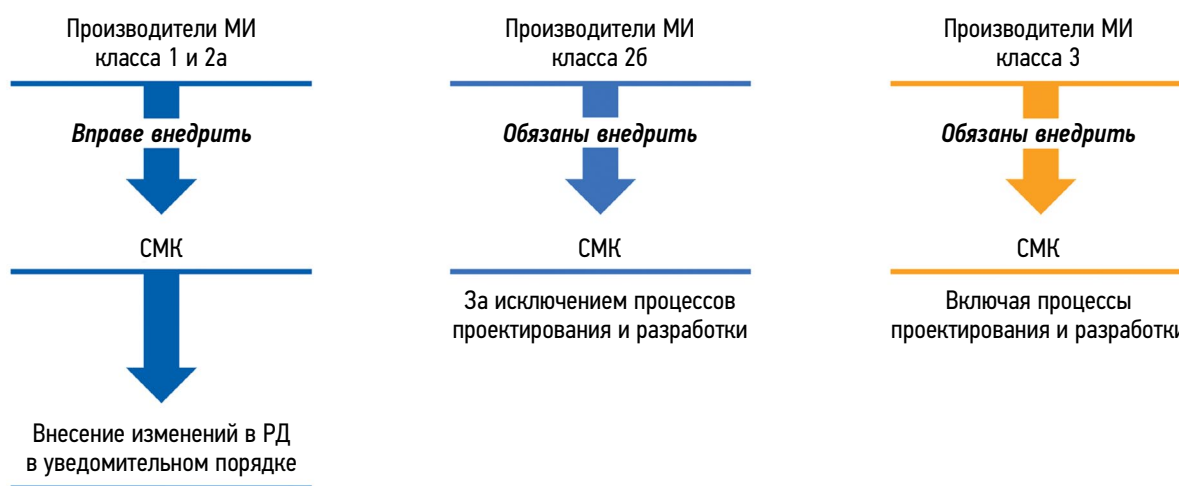 Производители МИ
класса 1 и 2а
Вправе внедрить
СМК
Внесение изменений в РД
в уведомительном порядке
Производители МИ
класса 2б
Обязаны внедрить
СМК
За исключением процессов
проектирования и разработки
Производители МИ
класса 3
Обязаны внедрить
СМК
Включая процессы
проектирования и разработки